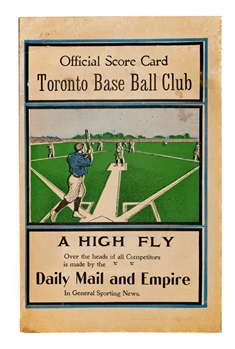 Official Score Card
Toronto Base Ball Club
A HIGH FLY
Over the heads of all Competitors
is made by the x x
Daily Mail and Empire
In General Sporting News.